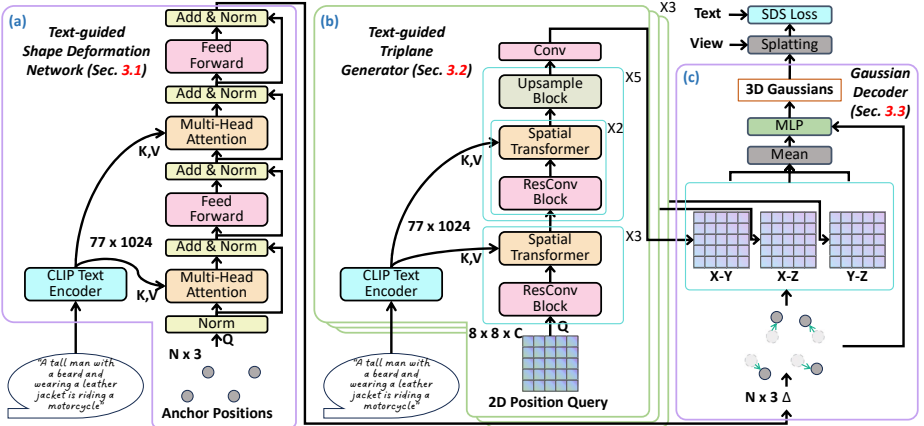 (a)
Text-guided
Shape Deformation
Network (Sec. 3.1)
Add & Norm
Feed
Forward
Add & Norm
Multi-Head
Attention
K,V
Add & Norm
Feed
Forward
77 x 1024
Add & Norm
Multi-Head
Attention
K,V
CLIP Text
Encoder
Norm
Q
N x 3
"A tall man with
a beard and
wearing a leather
jacket is riding a
motorcycle"
Anchor Positions
(b)
Text-guided
Triplane
Generator (Sec. 3.2)
X3
Conv
X5
Upsample
Block
X2
Spatial
Transformer
K,V
ResConv
Block
77 x 1024
X3
Spatial
Transformer
K,V
CLIP Text
Encoder
ResConv
Block
8 x 8 x C
Q
"A tall man with
a beard and
wearing a leather
jacket is riding a
motorcycle"
2D Position Query
Text
SDS Loss
View
Splatting
(c)
Gaussian
Decoder
(Sec. 3.3)
3D Gaussians
MLP
Mean
X-Y
X-Z
Y-Z
N x 3 Δ